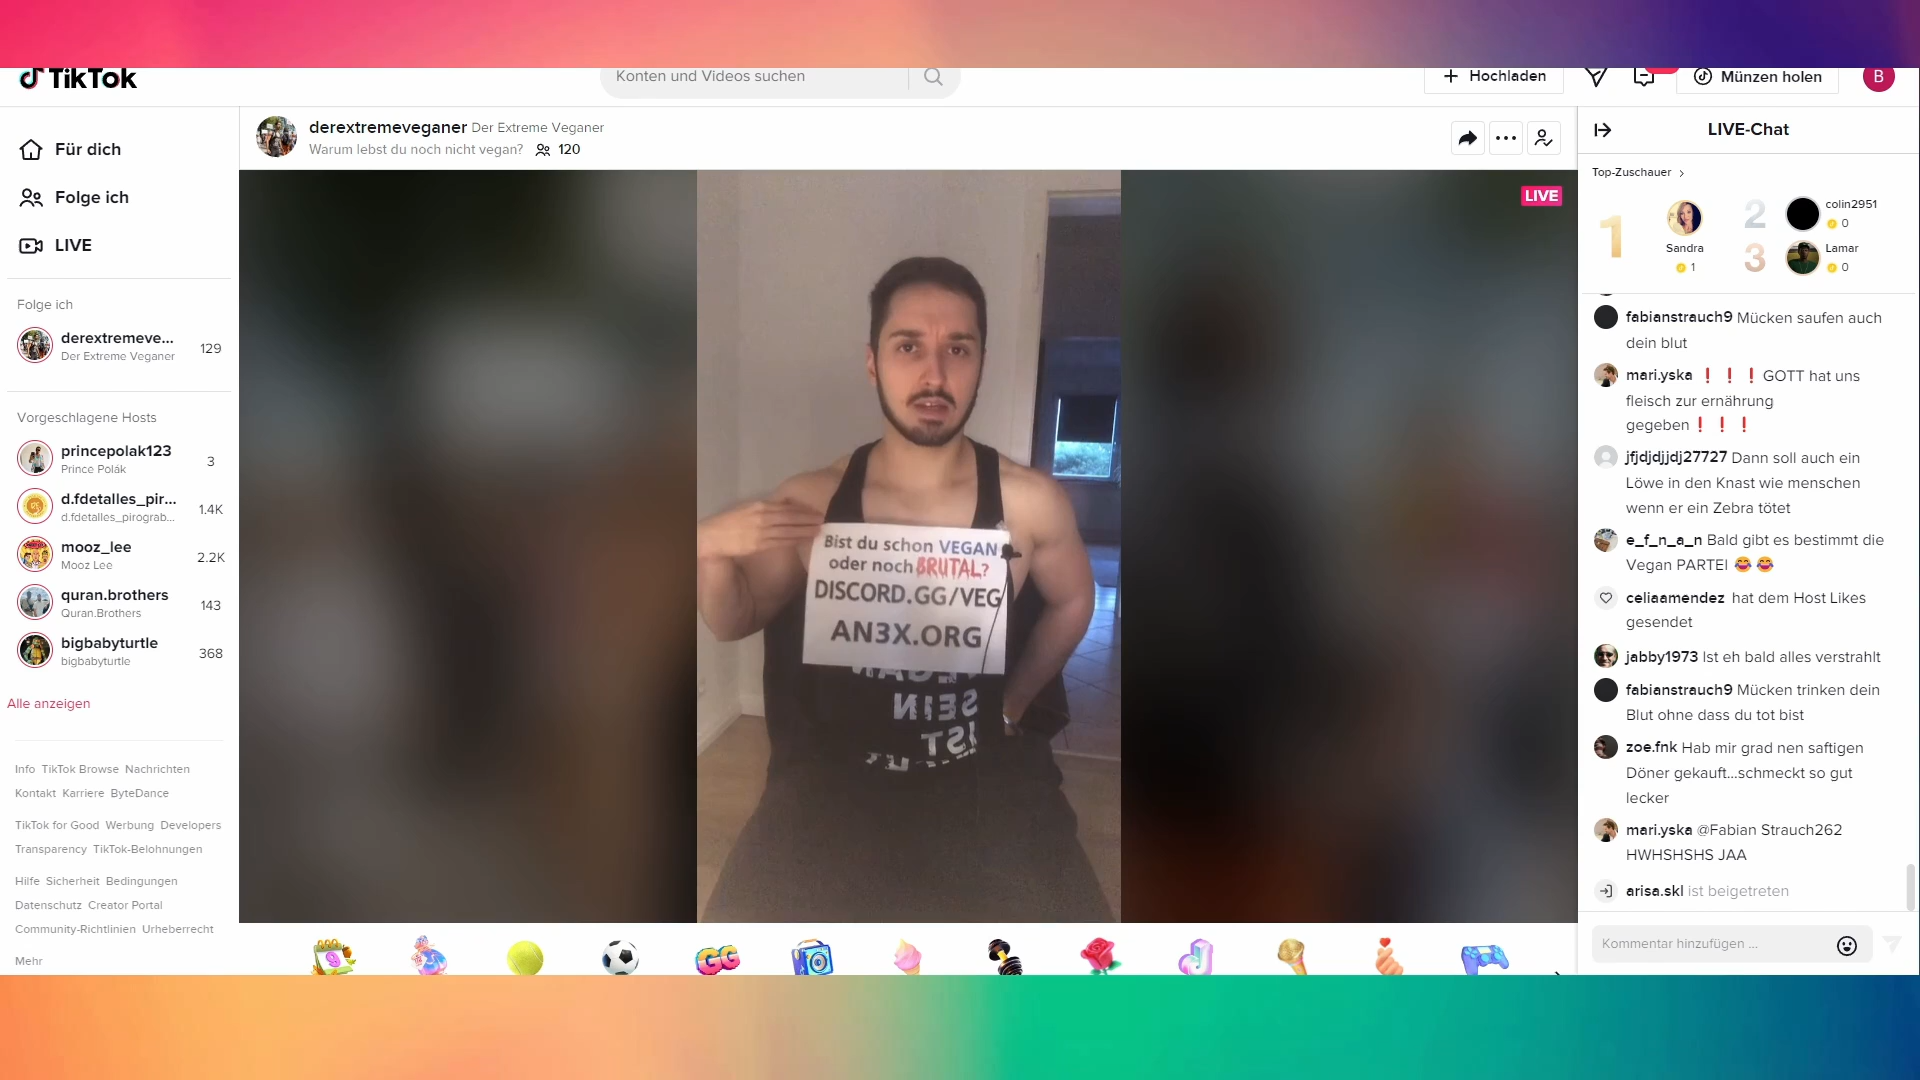 TikTok
Konten und Videos suchen
Hochladen
Münzen holen
B
Für dich
Folge ich
LIVE
Folge ich
derextremeve...
Der Extreme Veganer
129
Vorgeschlagene Hosts
princepolak123
Prince Polák
3
d.fdetalles_pir...
d.fdetalles_pirograb...
1.4K
mooz_lee
Mooz Lee
2.2K
quran.brothers
Quran.Brothers
143
bigbabyturtle
bigbabyturtle
368
Alle anzeigen
Info TikTok Browse Nachrichten
Kontakt Karriere ByteDance
TikTok for Good Werbung Developers
Transparency TikTok-Belohnungen
Hilfe Sicherheit Bedingungen
Datenschutz Creator Portal
Community-Richtlinien Urheberrecht
Mehr
derextremeveganer Der Extreme Veganer
Warum lebst du noch nicht vegan? 120
LIVE
Bist du schon VEGAN
oder noch BRUTAL?
DISCORD.GG/VEG
AN3X.ORG
VEGAN
SEIN
IST
9
GG
LIVE-Chat
Top-Zuschauer
1
Sandra
1
2
colin2951
0
3
Lamar
0
fabianstrauch9 Mücken saufen auch
dein blut
mari.yska ❗❗❗GOTT hat uns
fleisch zur ernährung
gegeben❗❗❗
jfjdjdjjdj27727 Dann soll auch ein
Löwe in den Knast wie menschen
wenn er ein Zebra tötet
e_f_n_a_n Bald gibt es bestimmt die
Vegan PARTEI 😂😂
celiaamendez hat dem Host Likes
gesendet
jabby1973 Ist eh bald alles verstrahlt
fabianstrauch9 Mücken trinken dein
Blut ohne dass du tot bist
zoe.fnk Hab mir grad nen saftigen
Döner gekauft...schmeckt so gut
lecker
mari.yska @Fabian Strauch262
HWHSHSHS JAA
arisa.skl ist beigetreten
Kommentar hinzufügen ...